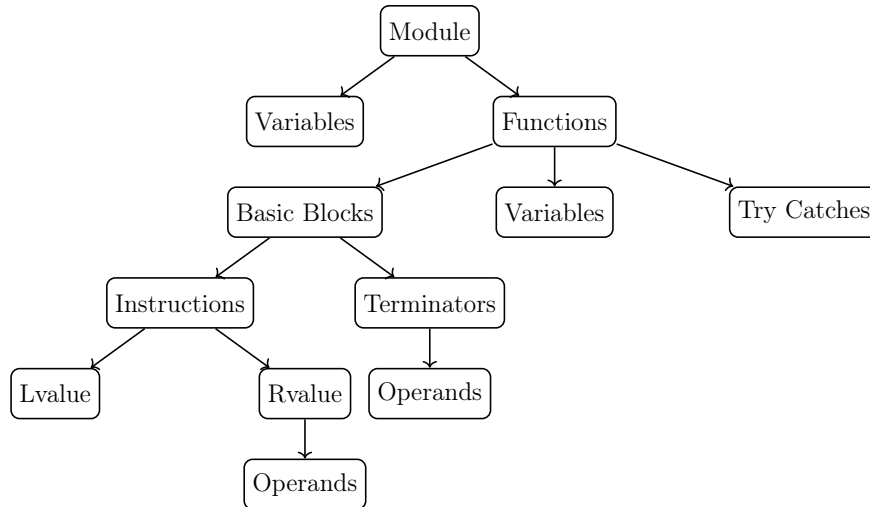 Module
Variables
Functions
Basic Blocks
Variables
Try Catches
Instructions
Terminators
Lvalue
Rvalue
Operands
Operands